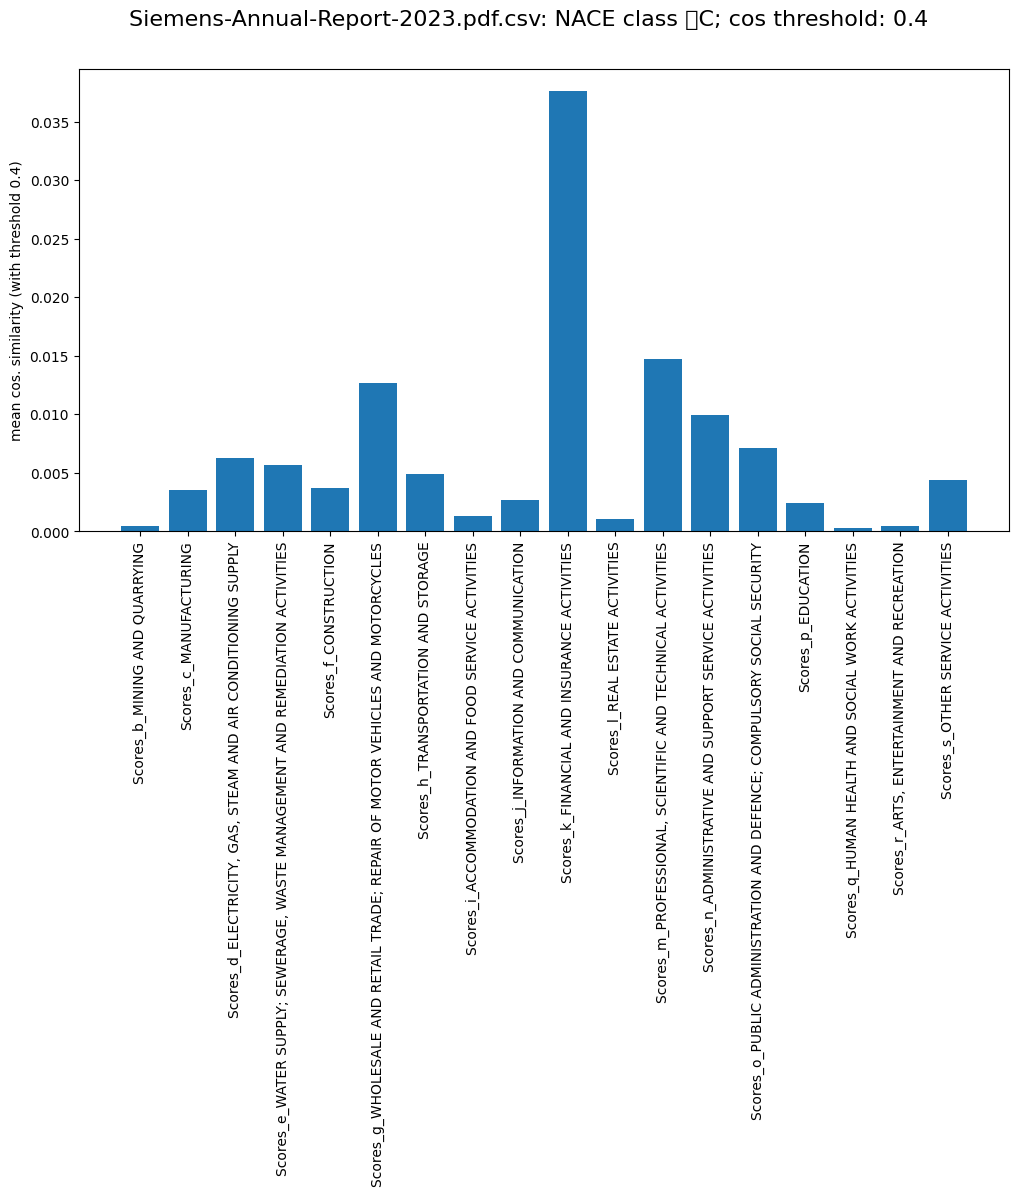 Siemens-Annual-Report-2023.pdf.csv: NACE class C; cos threshold: 0.4
mean cos. similarity (with threshold 0.4)
0.035
0.030
0.025
0.020
0.015
0.010
0.005
0.000
Scores_b_MINING AND QUARRYING
Scores_c_MANUFACTURING
Scores_d_ELECTRICITY, GAS, STEAM AND AIR CONDITIONING SUPPLY
Scores_e_WATER SUPPLY; SEWERAGE, WASTE MANAGEMENT AND REMEDIATION ACTIVITIES
Scores_f_CONSTRUCTION
Scores_g_WHOLESALE AND RETAIL TRADE; REPAIR OF MOTOR VEHICLES AND MOTORCYCLES
Scores_h_TRANSPORTATION AND STORAGE
Scores_i_ACCOMMODATION AND FOOD SERVICE ACTIVITIES
Scores_j_INFORMATION AND COMMUNICATION
Scores_k_FINANCIAL AND INSURANCE ACTIVITIES
Scores_l_REAL ESTATE ACTIVITIES
Scores_m_PROFESSIONAL, SCIENTIFIC AND TECHNICAL ACTIVITIES
Scores_n_ADMINISTRATIVE AND SUPPORT SERVICE ACTIVITIES
Scores_o_PUBLIC ADMINISTRATION AND DEFENCE; COMPULSORY SOCIAL SECURITY
Scores_p_EDUCATION
Scores_q_HUMAN HEALTH AND SOCIAL WORK ACTIVITIES
Scores_r_ARTS, ENTERTAINMENT AND RECREATION
Scores_s_OTHER SERVICE ACTIVITIES